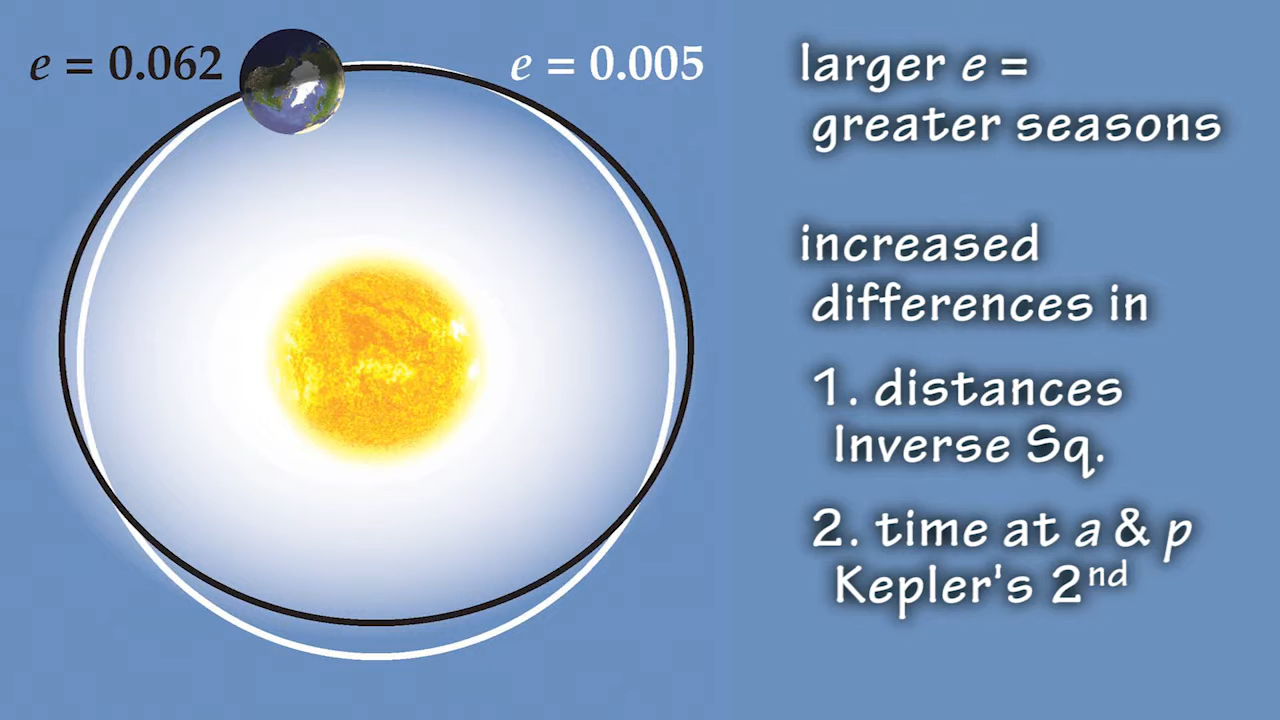 e = 0.062
e = 0.005
larger e =
greater seasons
increased
differences in
1. distances
Inverse Sq.
2. time at a & p
Kepler's 2nd